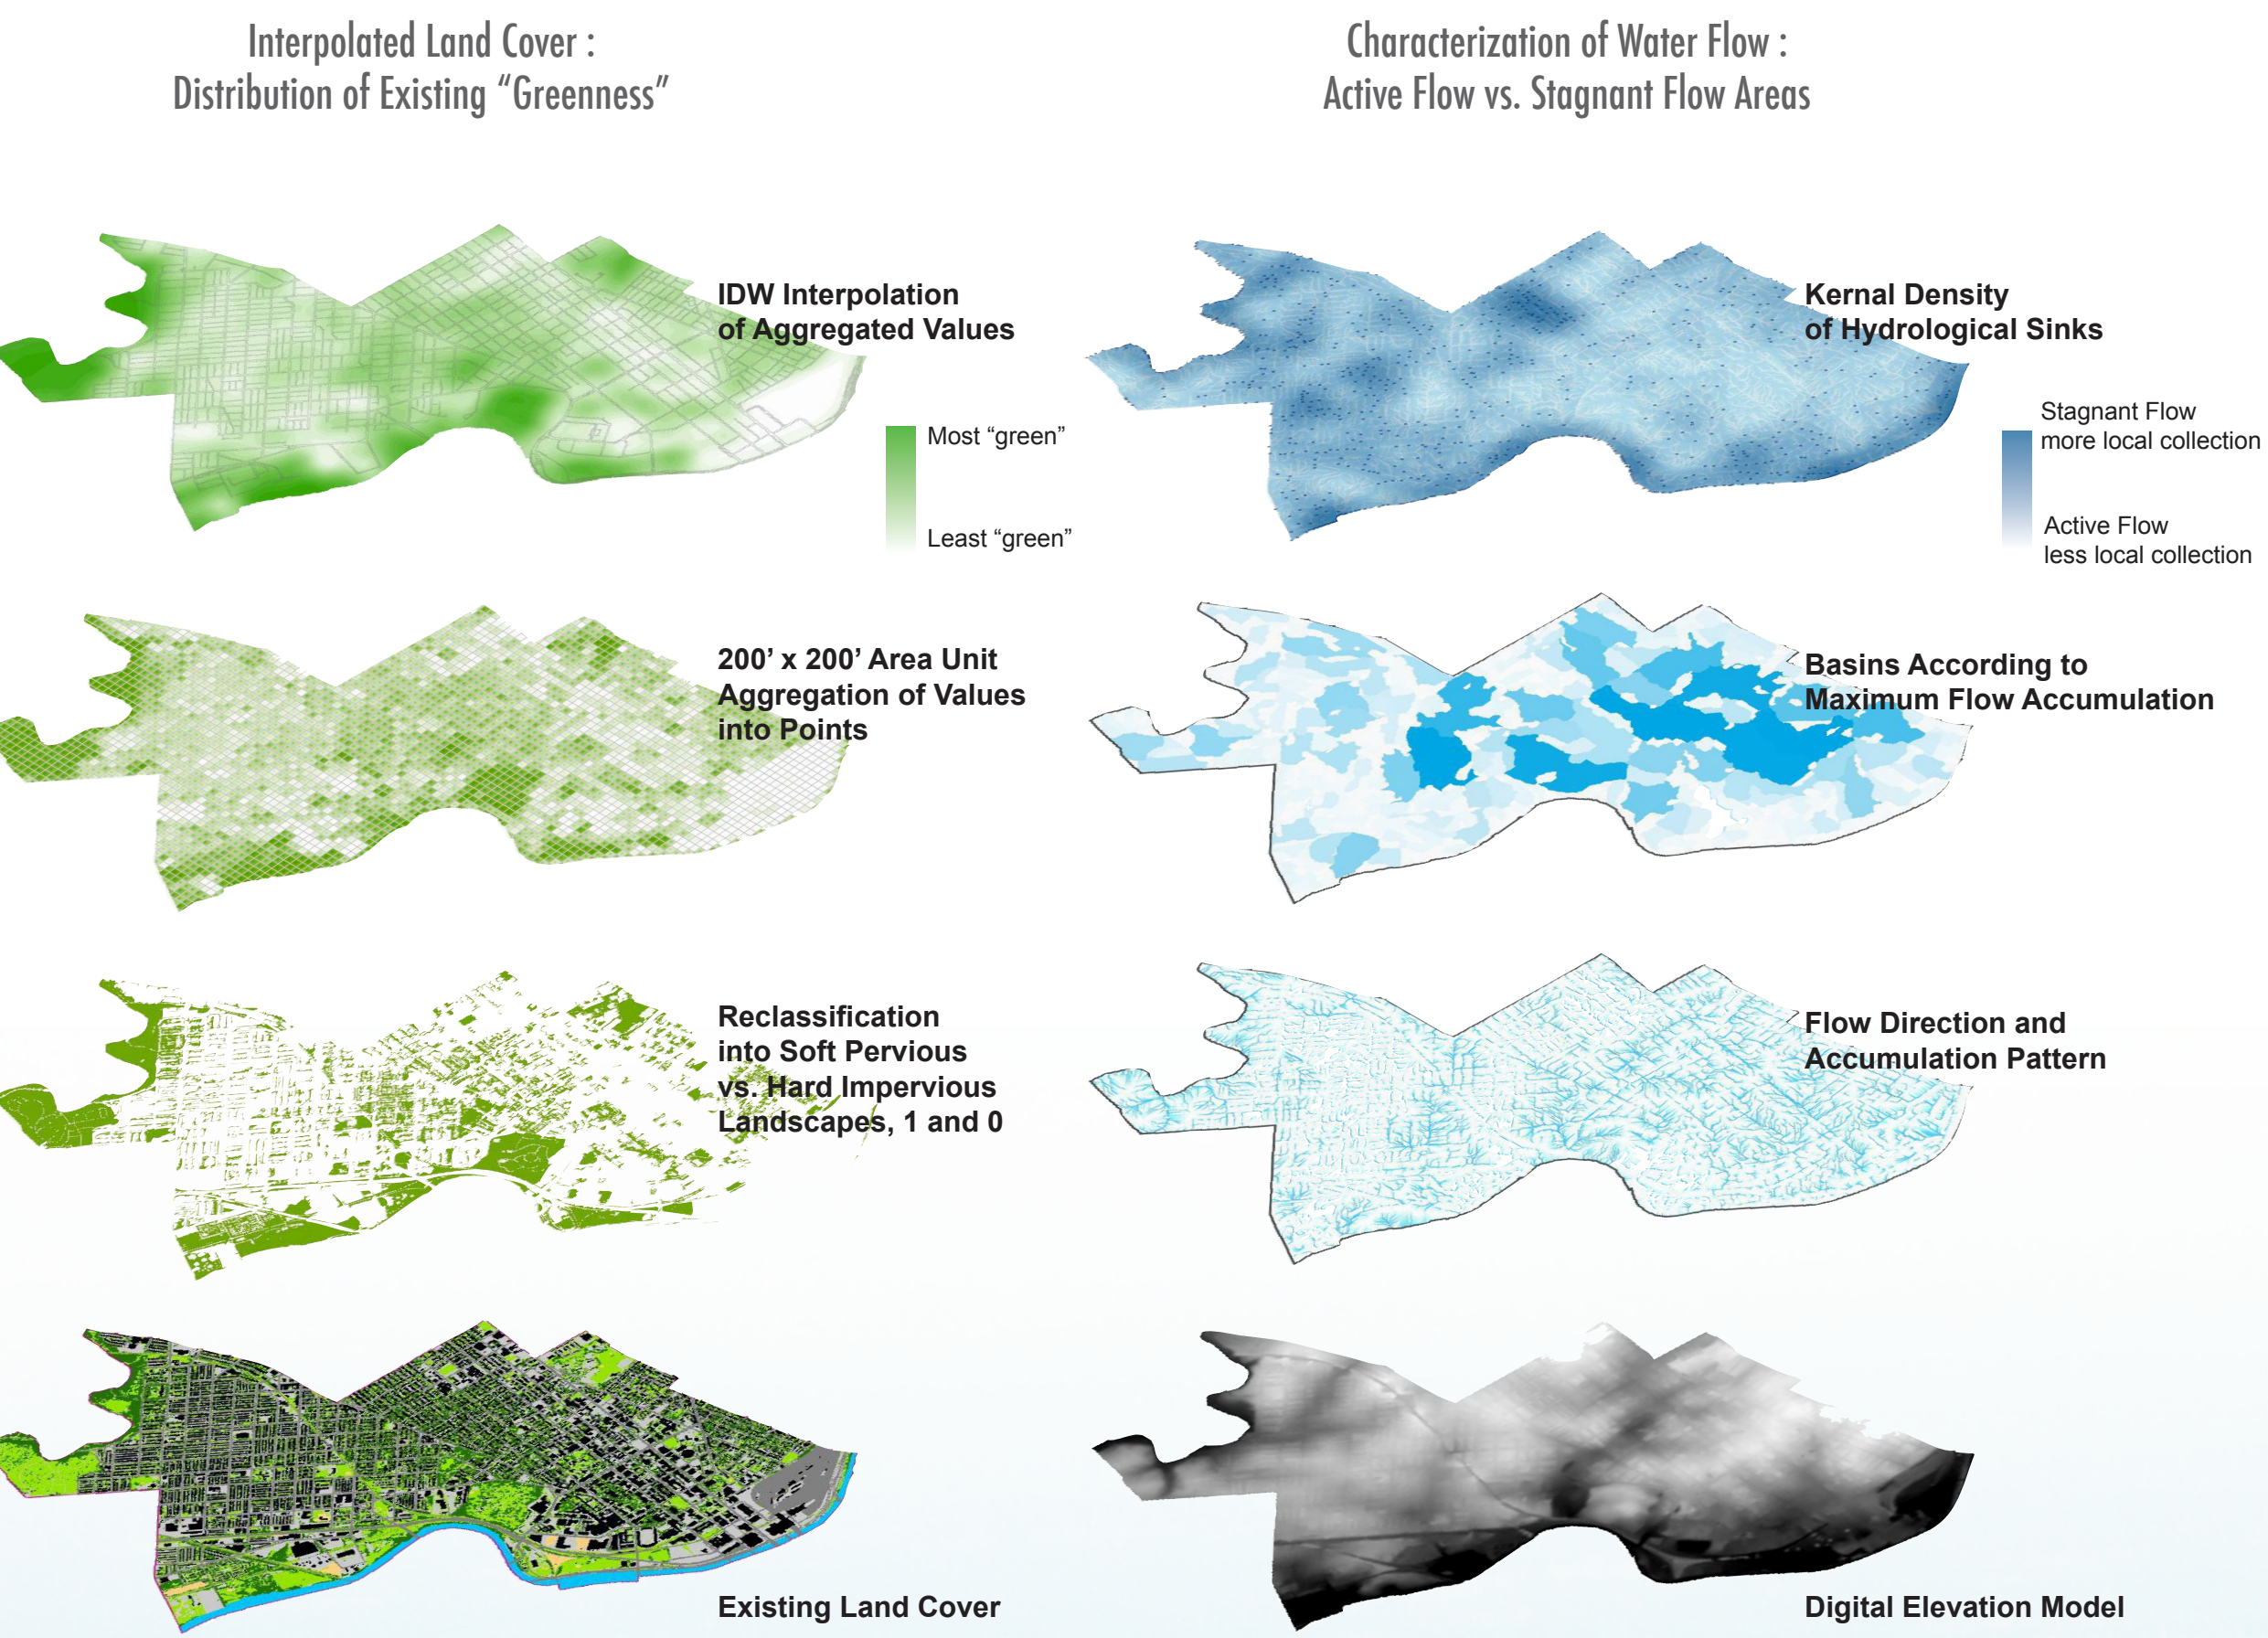 Interpolated Land Cover :
Distribution of Existing “Greenness”
IDW Interpolation
of Aggregated Values
Most “green”
Least “green”
200’ x 200’ Area Unit
Aggregation of Values
into Points
Reclassification
into Soft Pervious
vs. Hard Impervious
Landscapes, 1 and 0
Existing Land Cover
Characterization of Water Flow :
Active Flow vs. Stagnant Flow Areas
Kernal Density
of Hydrological Sinks
Stagnant Flow
more local collection
Active Flow
less local collection
Basins According to
Maximum Flow Accumulation
Flow Direction and
Accumulation Pattern
Digital Elevation Model